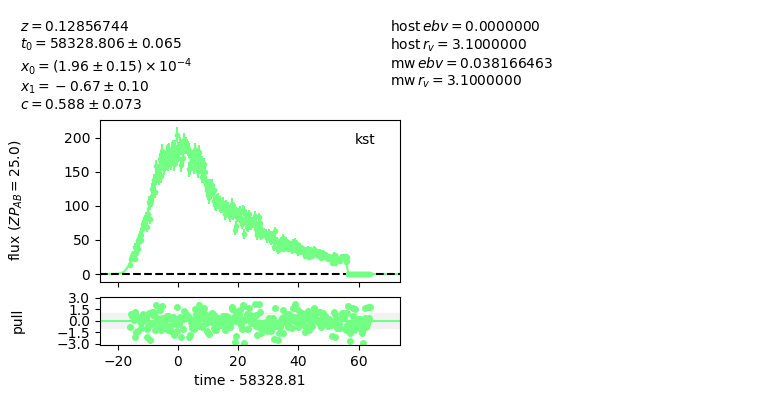 z = 0.12856744
t₀ = 58328.806 ± 0.065
x₀ = (1.96 ± 0.15) × 10⁻⁴
x₁ = −0.67 ± 0.10
c = 0.588 ± 0.073
host ebv = 0.0000000
host r_v = 3.1000000
mw ebv = 0.038166463
mw r_v = 3.1000000
flux (ZP_AB = 25.0)
200
150
100
50
0
kst
pull
3.0
1.5
0.0
−1.5
−3.0
−20 0 20 40 60
time - 58328.81